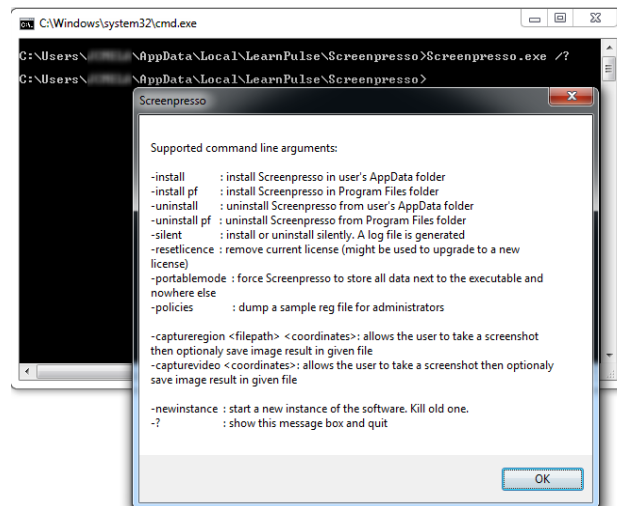 C:\Windows\system32\cmd.exe
C:\Users\ \AppData\Local\LearnPulse\Screenpresso>Screenpresso.exe /?
C:\Users\ \AppData\Local\LearnPulse\Screenpresso>
Screenpresso
Supported command line arguments:
-install : install Screenpresso in user's AppData folder
-install pf : install Screenpresso in Program Files folder
-uninstall : uninstall Screenpresso from user's AppData folder
-uninstall pf : uninstall Screenpresso from Program Files folder
-silent : install or uninstall silently. A log file is generated
-resetlicence : remove current license (might be used to upgrade to a new
license)
-portablemode : force Screenpresso to store all data next to the executable and
nowhere else
-policies : dump a sample reg file for administrators
-captureregion <filepath> <coordinates>: allows the user to take a screenshot
then optionaly save image result in given file
-capturevideo <coordinates>: allows the user to take a screenshot then optionaly
save image result in given file
-newinstance : start a new instance of the software. Kill old one.
-? : show this message box and quit
OK